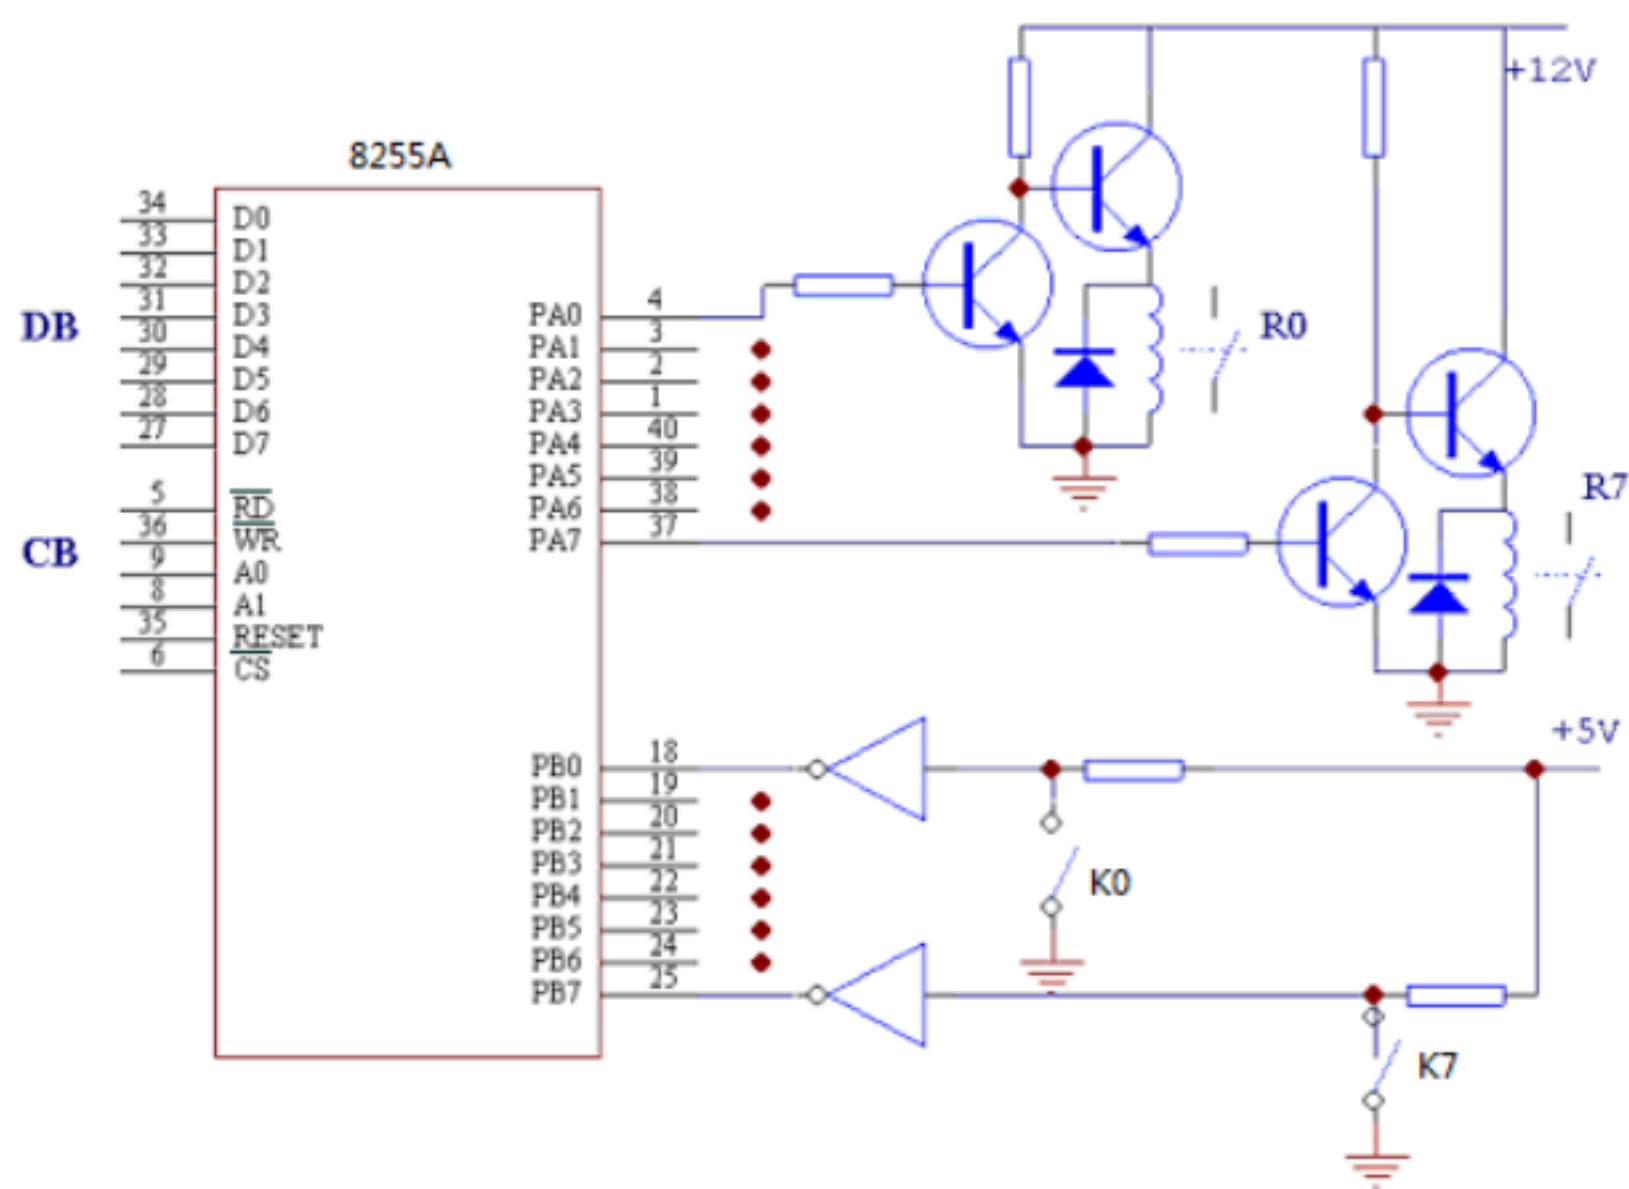 +12V
8255A
34 D0
33 D1
32 D2
DB 31 D3
30 D4
29 D5
28 D6
27 D7
5 RD
36 WR
CB 9 A0
8 A1
35 RESET
6 CS
PA0 4
PA1 3
PA2 2
PA3 1
PA4 40
PA5 39
PA6 38
PA7 37
R0
R7
+5V
PB0 18
PB1 19
PB2 20
PB3 21
PB4 22
PB5 23
PB6 24
PB7 25
K0
K7